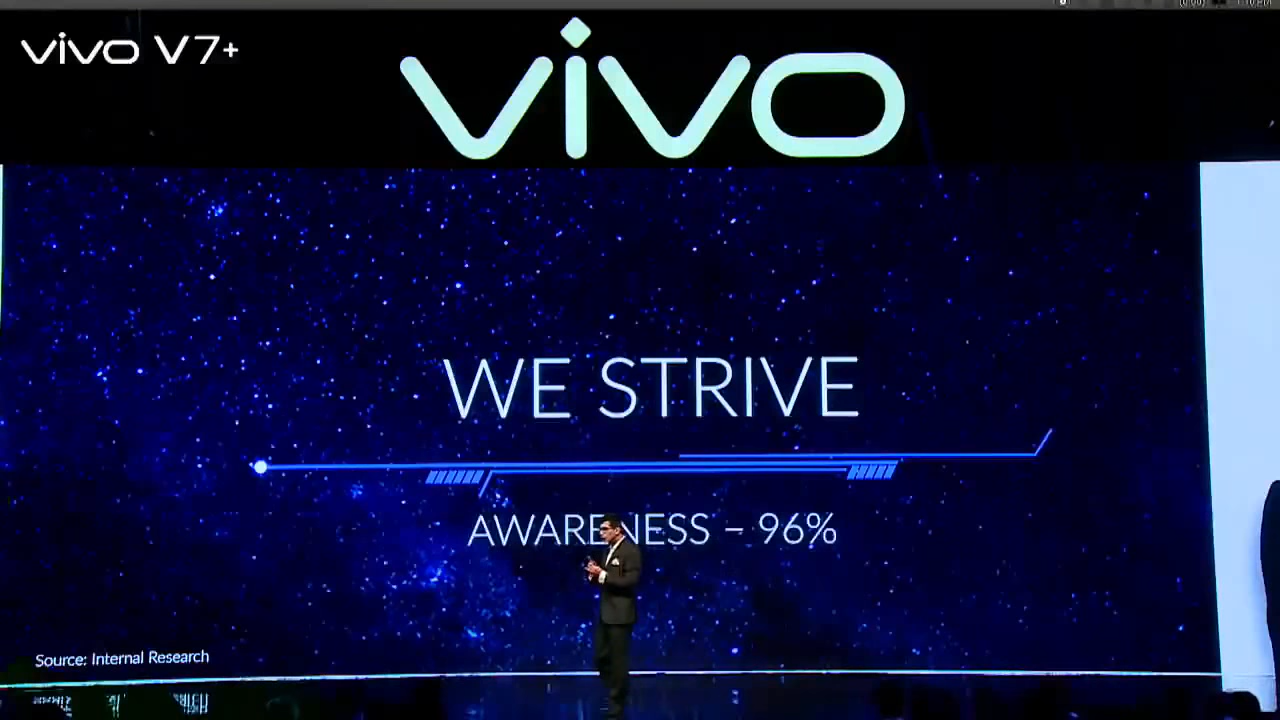 vivo V7+
vivo
WE STRIVE
AWARENESS – 96%
Source: Internal Research